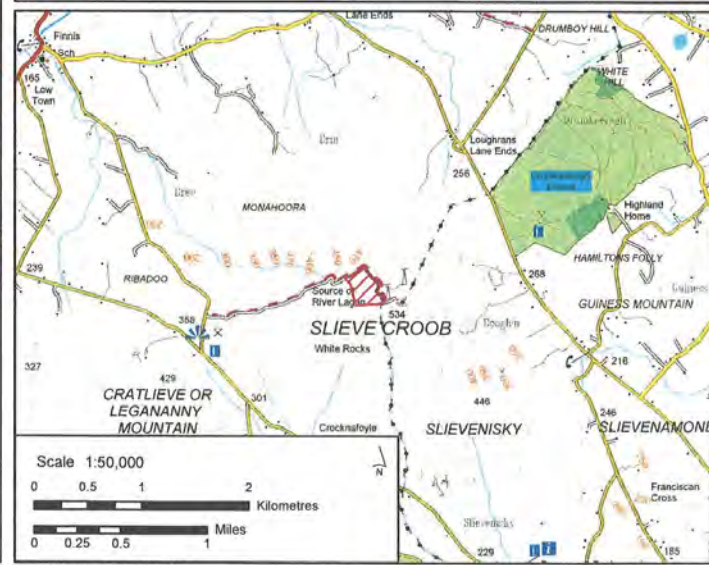 Lane Ends
DRUMBOY HILL
Finnis
Sch
WHITE
HILL
165
Low
Town
Loughrans
Lane Ends
256
MONAHOORA
Highland
Home
HAMILTONS FOLLY
239
RIBADOO
Source of
River Lagan
268
GUINESS MOUNTAIN
358
534
SLIEVE CROOB
White Rocks
216
327
429
CRATLIEVE OR
LEGANANNY
MOUNTAIN
301
446
246
Crocknafoyle
SLIEVENISKY
SLIEVENAMONE
Franciscan
Cross
229
185
Scale 1:50,000
N
0 0.5 1 2
Kilometres
Miles
0 0.25 0.5 1